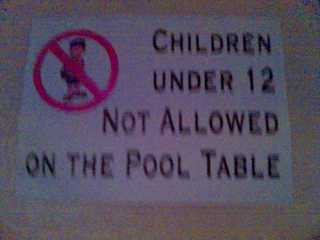 CHILDREN
UNDER 12
NOT ALLOWED
ON THE POOL TABLE